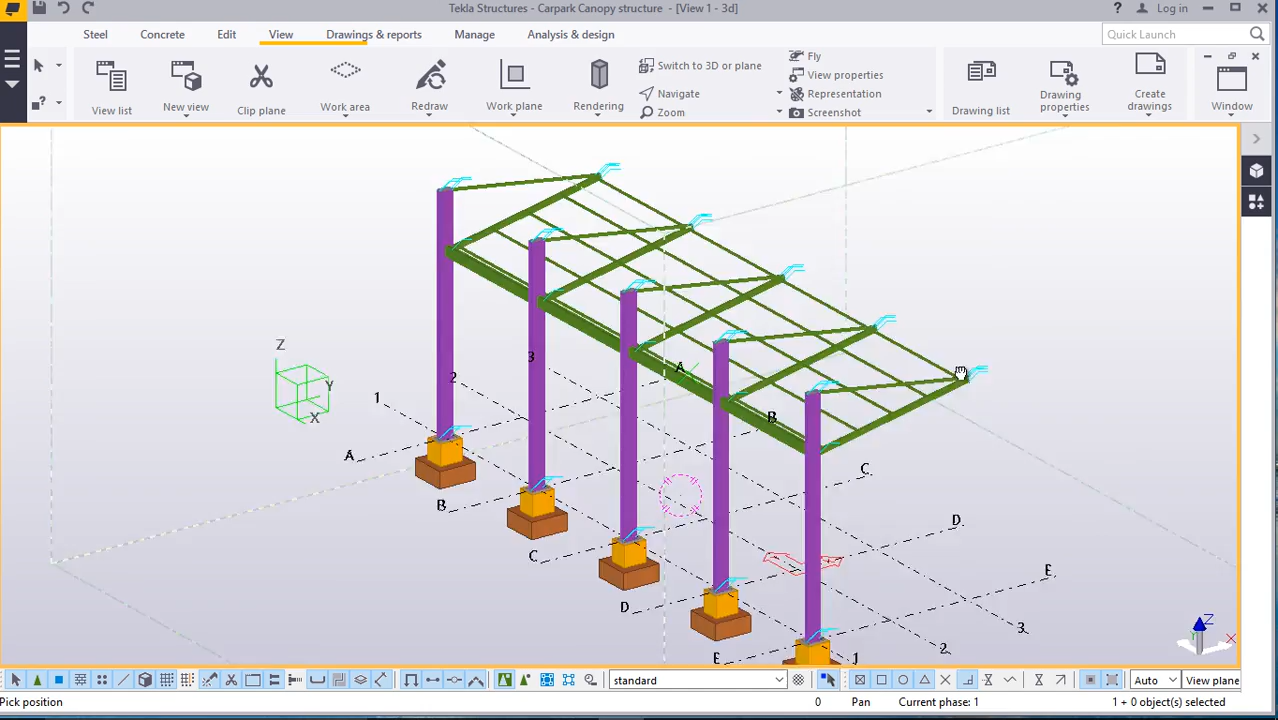 Tekla Structures - Carpark Canopy structure - [View 1 - 3d]
? Log in
Steel Concrete Edit View Drawings & reports Manage Analysis & design Quick Launch
View list
New view
Clip plane
Work area
Redraw
Work plane
Rendering
Switch to 3D or plane
Navigate
Zoom
Fly
View properties
Representation
Screenshot
Drawing list
Drawing
properties
Create
drawings
Window
Z
Y
X
1
2
3
A
B
A
B
C
D
E
C
D
E
1
2
3
Z
Y
standard
Auto
View plane
Pick position 0 Pan Current phase: 1 1 + 0 object(s) selected